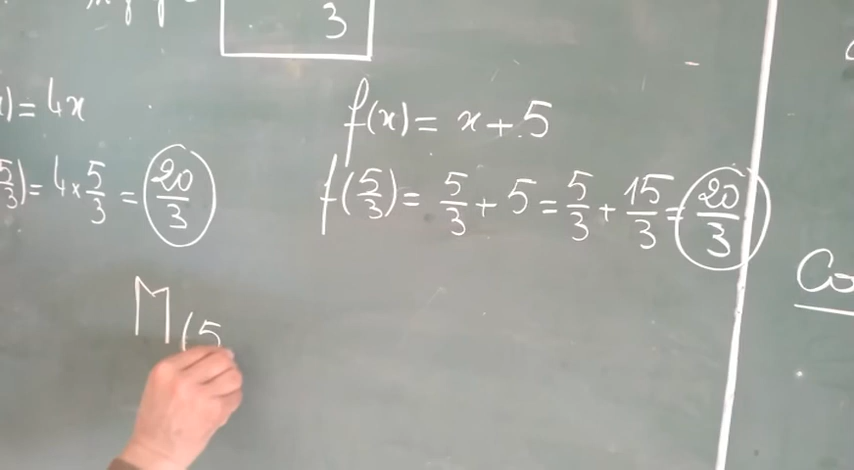 3
) = 4x
f(x) = x + 5
5/3) = 4 × 5/3 = 20/3
f(5/3) = 5/3 + 5 = 5/3 + 15/3 = 20/3
M (5
Co